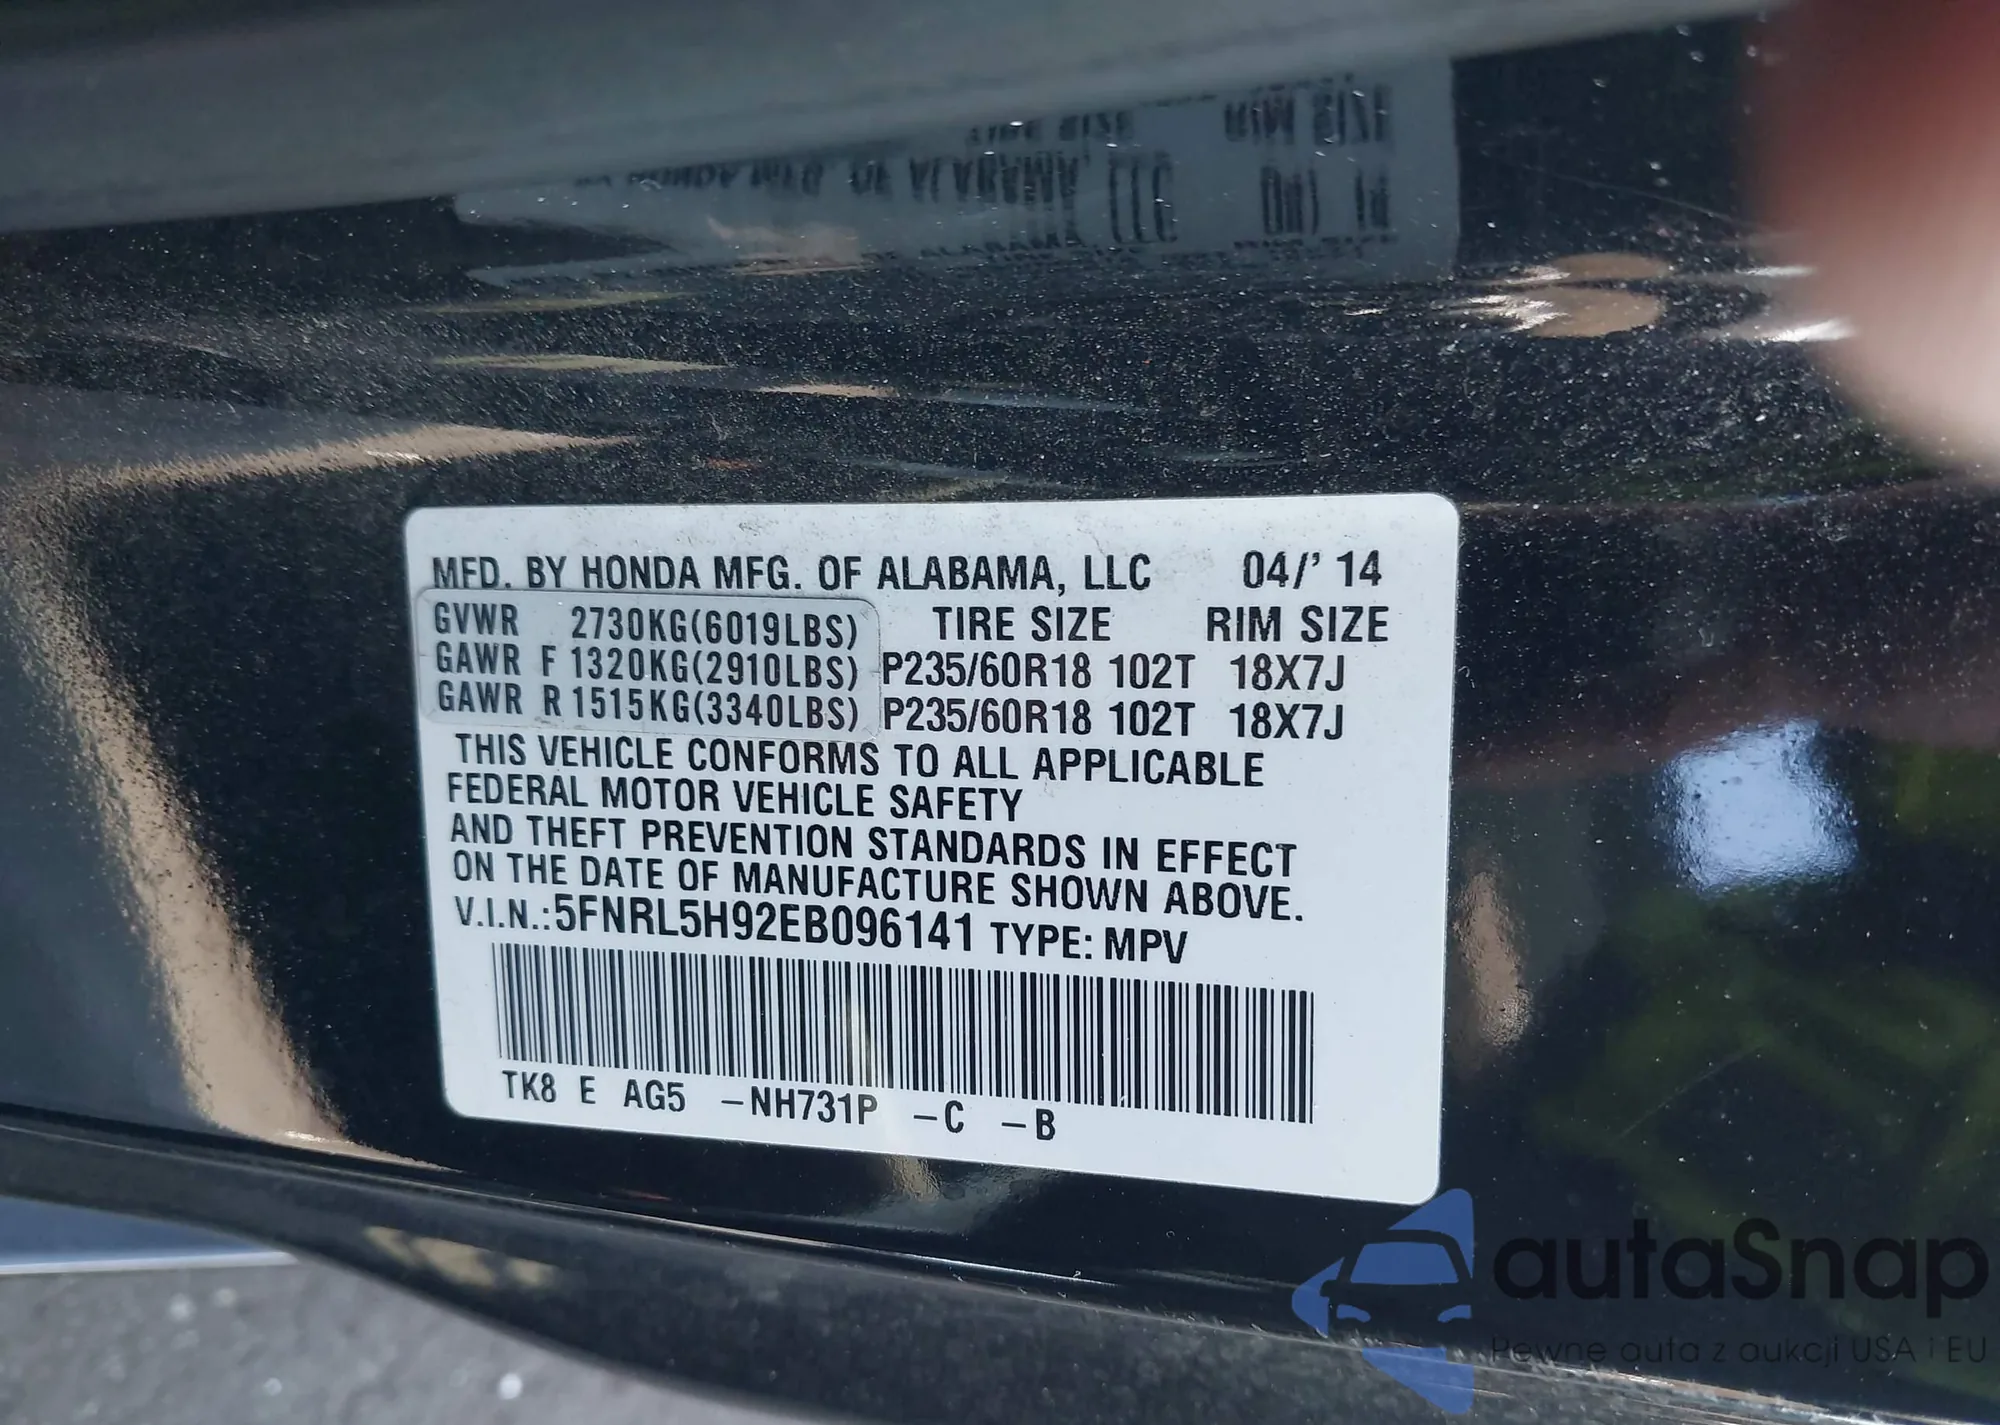 MFD. BY HONDA MFG. OF ALABAMA, LLC 04/' 14
GVWR 2730KG(6019LBS) TIRE SIZE RIM SIZE
GAWR F 1320KG(2910LBS) P235/60R18 102T 18X7J
GAWR R 1515KG(3340LBS) P235/60R18 102T 18X7J
THIS VEHICLE CONFORMS TO ALL APPLICABLE
FEDERAL MOTOR VEHICLE SAFETY
AND THEFT PREVENTION STANDARDS IN EFFECT
ON THE DATE OF MANUFACTURE SHOWN ABOVE.
V.I.N.:5FNRL5H92EB096141 TYPE: MPV
TK8 E AG5 -NH731P -C -B
autaSnap
Pewne auta z aukcji USA i EU